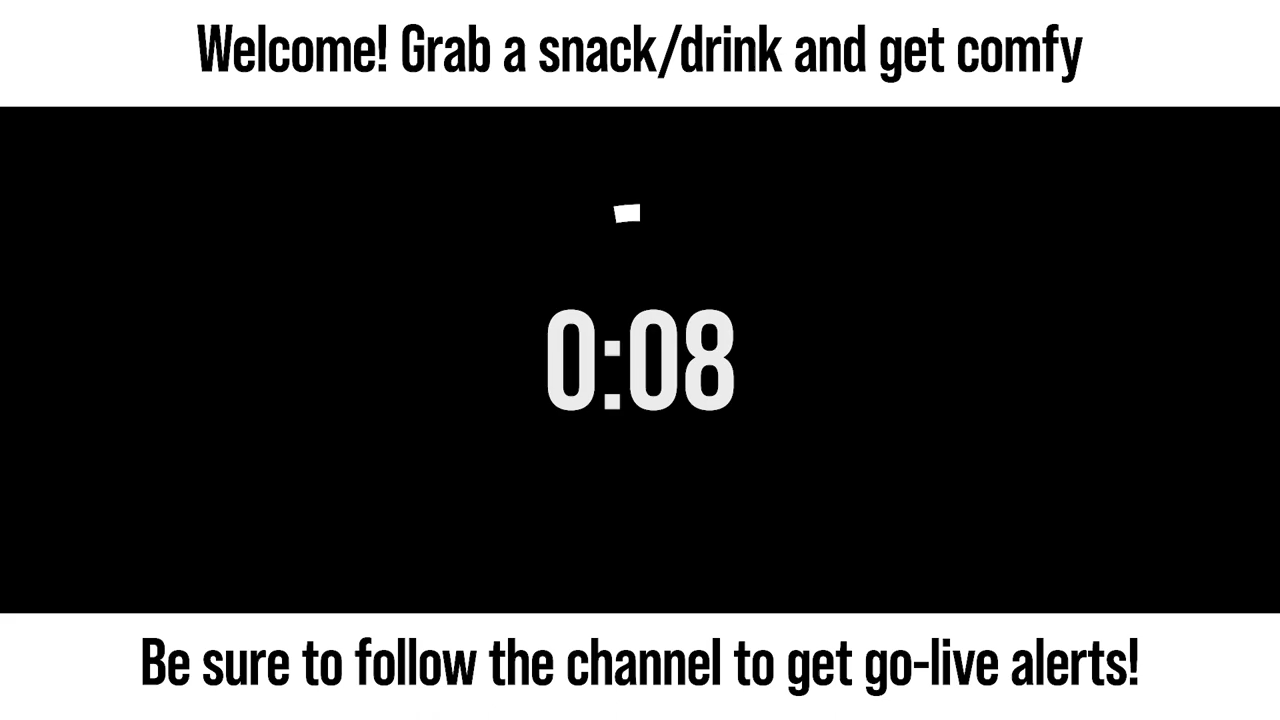 Welcome! Grab a snack/drink and get comfy
0:08
Be sure to follow the channel to get go-live alerts!